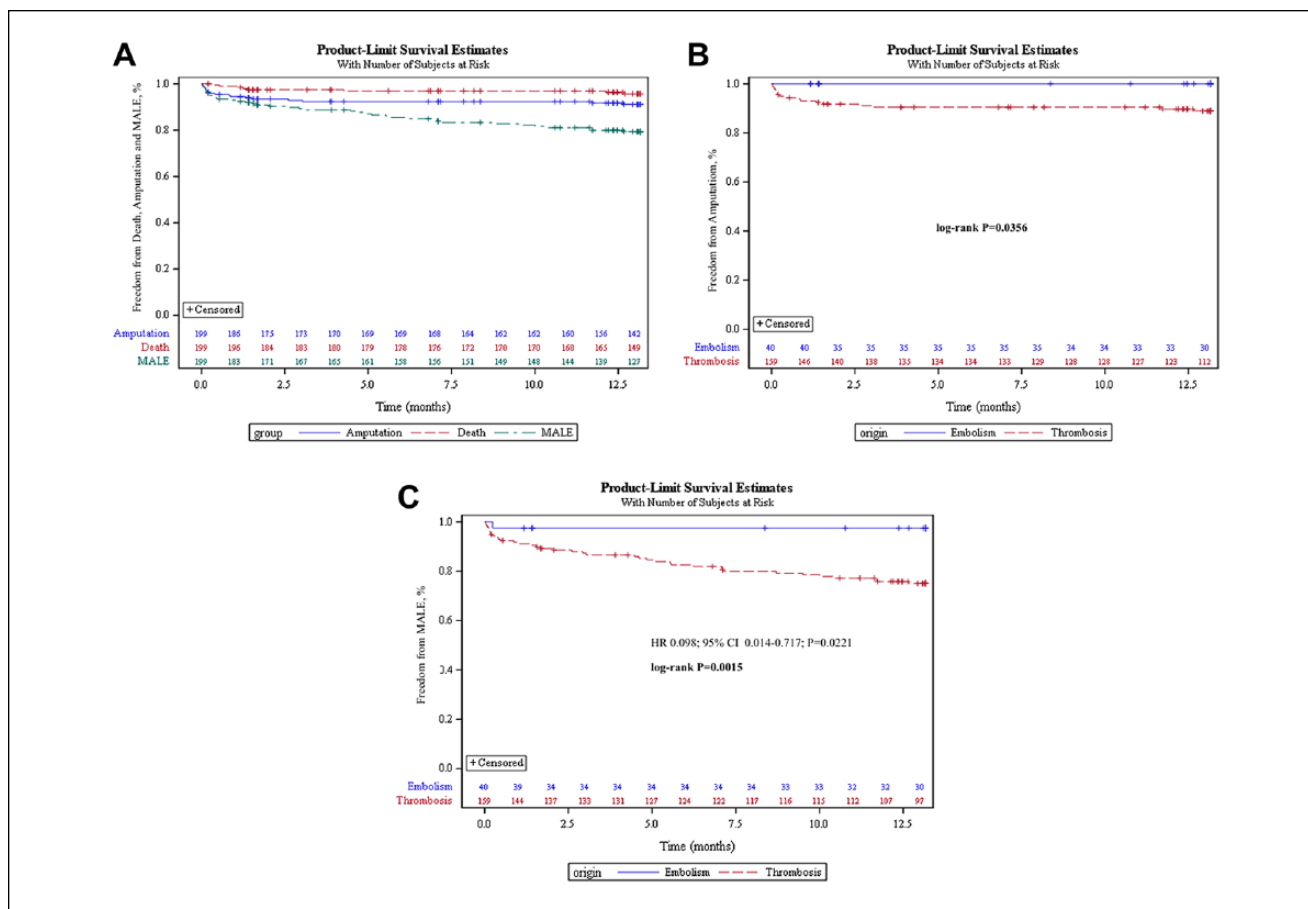 A
Product-Limit Survival Estimates
With Number of Subjects at Risk
Freedom from Death, Amputation and MALE, %
1.0
0.8
0.6
0.4
0.2
0.0
+Censored
Amputation 199 186 175 173 170 169 169 168 164 162 162 160 156 142
Death 199 196 184 183 180 179 178 176 172 170 170 168 165 149
MALE 199 183 171 167 165 161 158 156 151 149 148 144 139 127
0.0 2.5 5.0 7.5 10.0 12.5
Time (months)
group Amputation Death MALE
B
Product-Limit Survival Estimates
With Number of Subjects at Risk
Freedom from Amputation, %
1.0
0.8
0.6
0.4
0.2
0.0
log-rank P=0.0356
+Censored
Embolism 40 40 35 35 35 35 35 35 35 34 34 33 33 30
Thrombosis 159 146 140 138 135 134 134 133 129 128 128 127 123 112
0.0 2.5 5.0 7.5 10.0 12.5
Time (months)
origin Embolism Thrombosis
C
Product-Limit Survival Estimates
With Number of Subjects at Risk
Freedom from MALE, %
1.0
0.8
0.6
0.4
0.2
0.0
HR 0.098; 95% CI 0.014-0.717; P=0.0221
log-rank P=0.0015
+Censored
Embolism 40 39 34 34 34 34 34 34 34 33 33 32 32 30
Thrombosis 159 144 137 133 131 127 124 122 117 116 115 112 107 97
0.0 2.5 5.0 7.5 10.0 12.5
Time (months)
origin Embolism Thrombosis